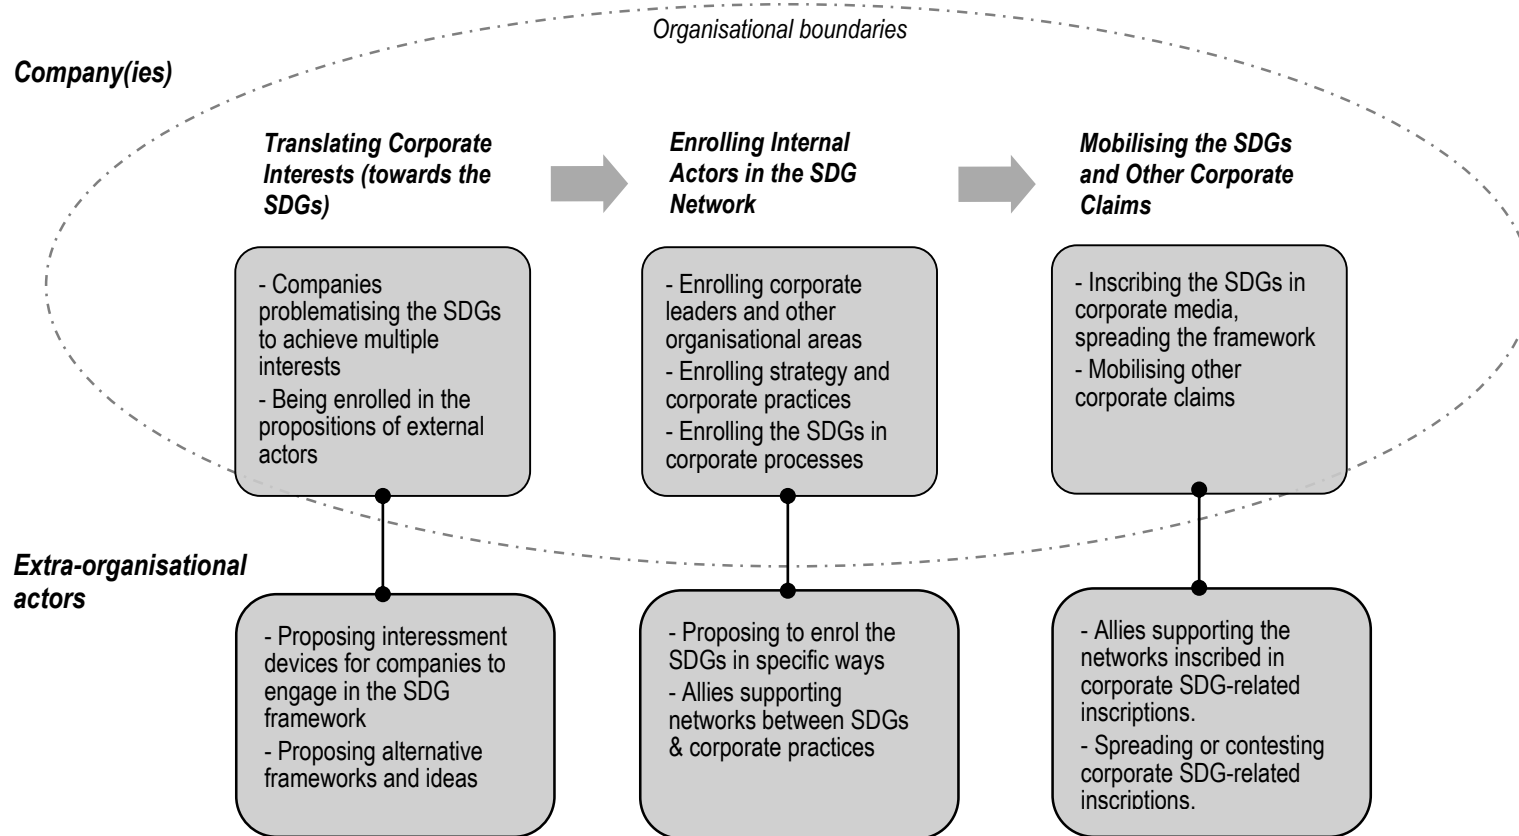 Organisational boundaries
Company(ies)
Translating Corporate
Interests (towards the
SDGs)
Enrolling Internal
Actors in the SDG
Network
Mobilising the SDGs
and Other Corporate
Claims
- Companies
problematising the SDGs
to achieve multiple
interests
- Being enrolled in the
propositions of external
actors
- Enrolling corporate
leaders and other
organisational areas
- Enrolling strategy and
corporate practices
- Enrolling the SDGs in
corporate processes
- Inscribing the SDGs in
corporate media,
spreading the framework
- Mobilising other
corporate claims
Extra-organisational
actors
- Proposing interessment
devices for companies to
engage in the SDG
framework
- Proposing alternative
frameworks and ideas
- Proposing to enrol the
SDGs in specific ways
- Allies supporting
networks between SDGs
& corporate practices
- Allies supporting the
networks inscribed in
corporate SDG-related
inscriptions.
- Spreading or contesting
corporate SDG-related
inscriptions.